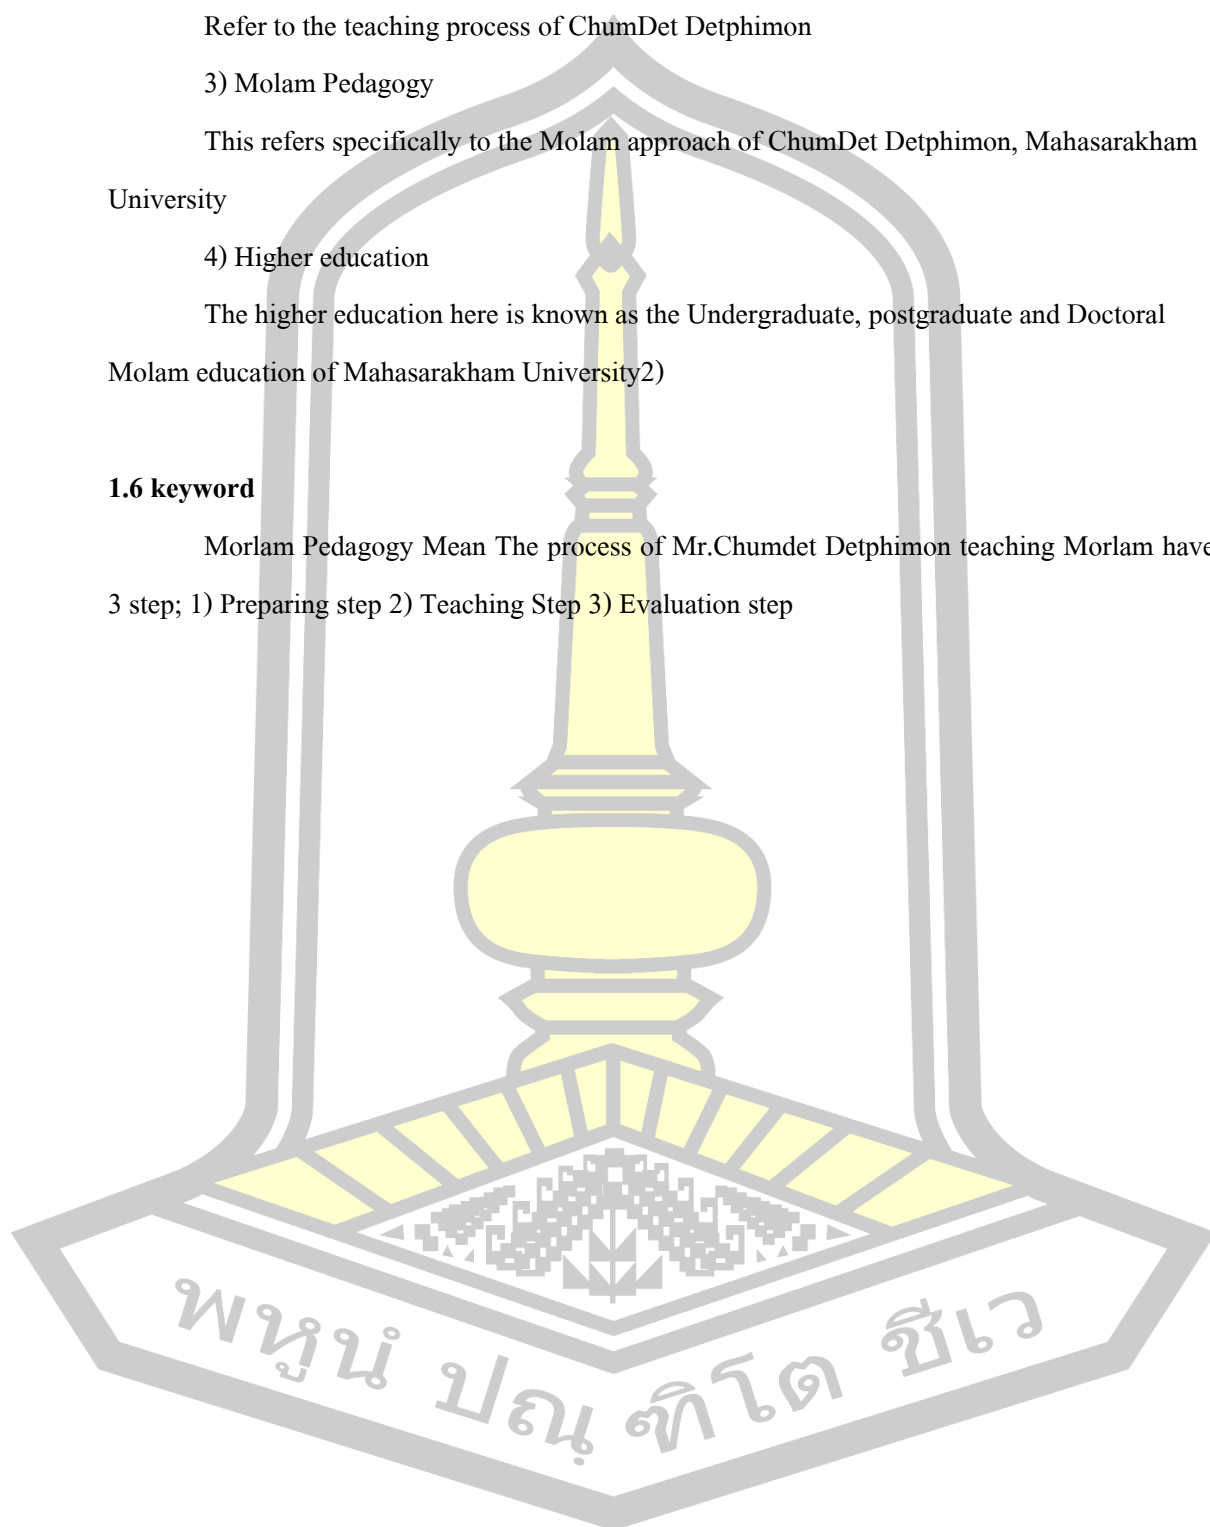 Refer to the teaching process of ChumDet Detphimon
3) Molam Pedagogy
This refers specifically to the Molam approach of ChumDet Detphimon, Mahasarakham
University
4) Higher education
The higher education here is known as the Undergraduate, postgraduate and Doctoral
Molam education of Mahasarakham University2)
1.6 keyword
Morlam Pedagogy Mean The process of Mr.Chumdet Detphimon teaching Morlam have
3 step; 1) Preparing step 2) Teaching Step 3) Evaluation step
พหูนํ ปณฺฑิโต ชีเว